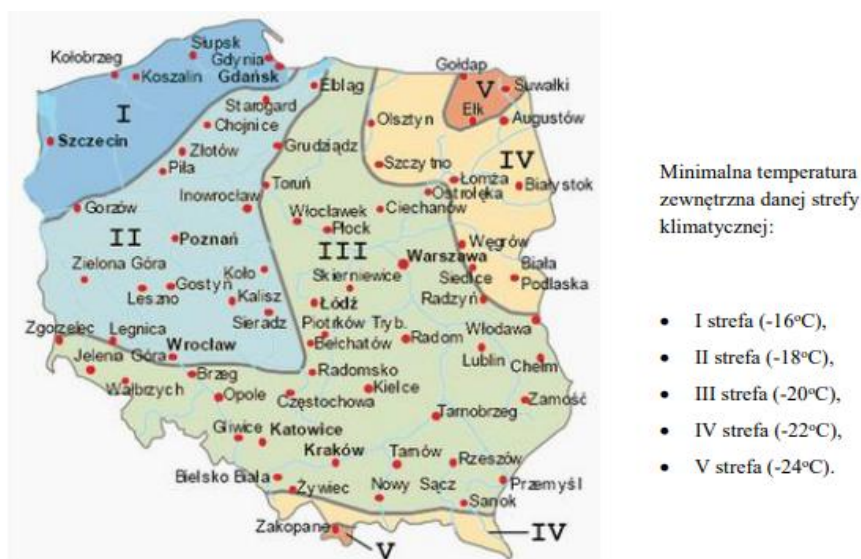 Kołobrzeg
Słupsk
Gdynia
Koszalin
Gdańsk
Elbląg
Gołdap
V
Suwałki
I
Starogard
Ełk
Augustów
Szczecin
Chojnice
Olsztyn
Złotów
Grudziądz
IV
Piła
Szczytno
Łomża
Toruń
Ostrołęka
Białystok
Inowrocław
Gorzów
Włocławek
Ciechanów
II
Płock
Poznań
III
Węgrów
Warszawa
Zielona Góra
Koło
Skierniewice
Siedlce
Biała
Podlaska
Gostyń
Leszno
Kalisz
Łódź
Radzyń
Sieradz
Zgorzelec
Legnica
Piotrków Tryb.
Włodawa
Wrocław
Bełchatów
Radom
Jelena Góra
Lublin
Chełm
Brzeg
Radomsko
Wałbrzych
Kielce
Opole
Częstochowa
Zamość
Tarnobrzeg
Gliwice
Katowice
Kraków
Tarnów
Rzeszów
Bielsko Biała
Przemyśl
Żywiec
Nowy Sącz
Sanok
Zakopane
V
IV
Minimalna temperatura
zewnętrzna danej strefy
klimatycznej:
• I strefa (-16°C),
• II strefa (-18°C),
• III strefa (-20°C),
• IV strefa (-22°C),
• V strefa (-24°C).